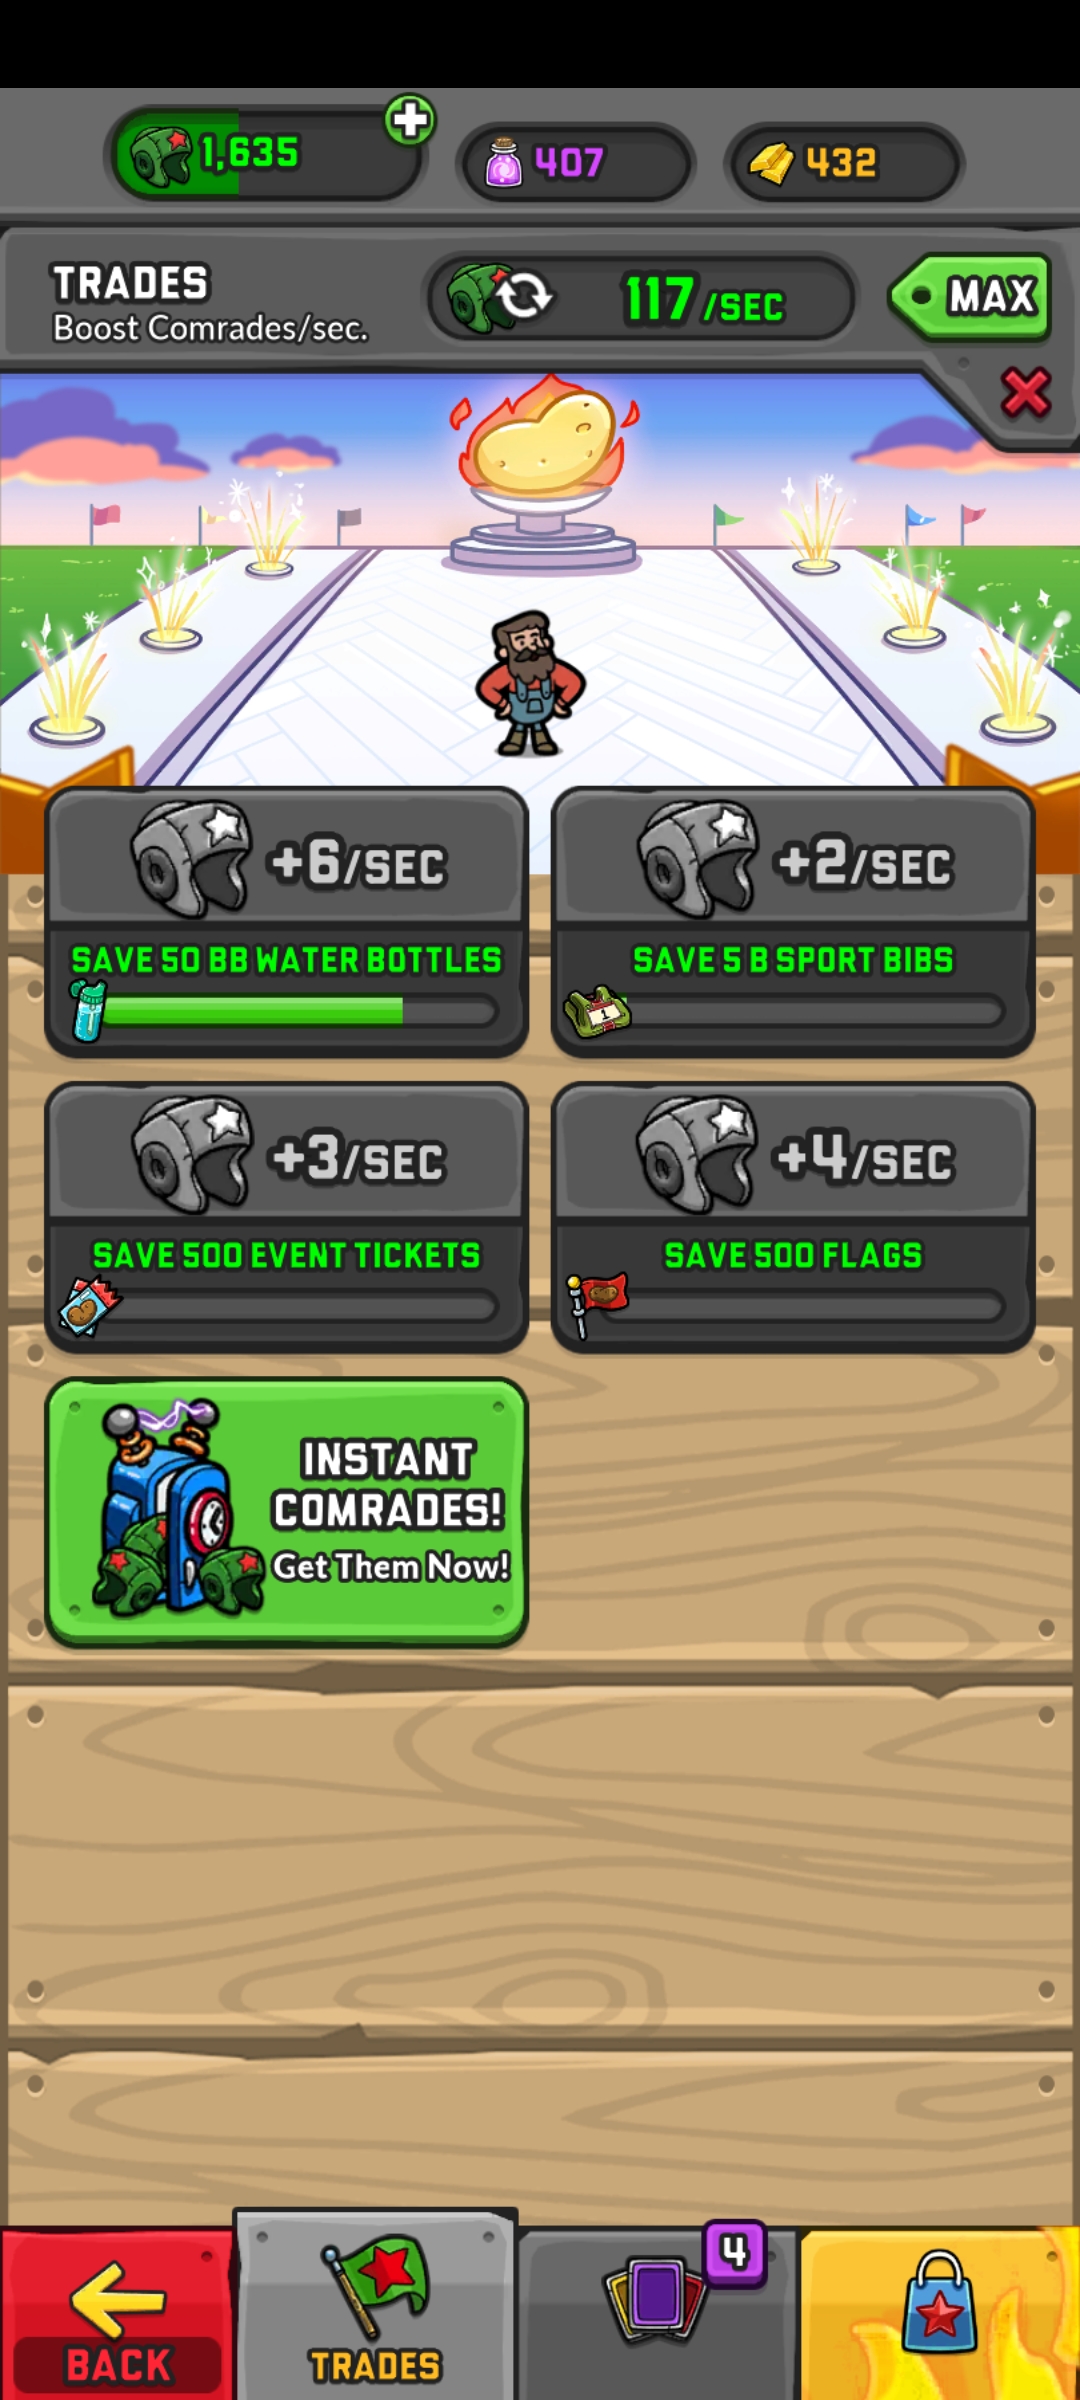 1,635
407
432
TRADES
Boost Comrades/sec.
117/SEC
MAX
+6/SEC
SAVE 50 BB WATER BOTTLES
+2/SEC
SAVE 5 B SPORT BIBS
1
+3/SEC
SAVE 500 EVENT TICKETS
+4/SEC
SAVE 500 FLAGS
INSTANT
COMRADES!
Get Them Now!
BACK
TRADES
4